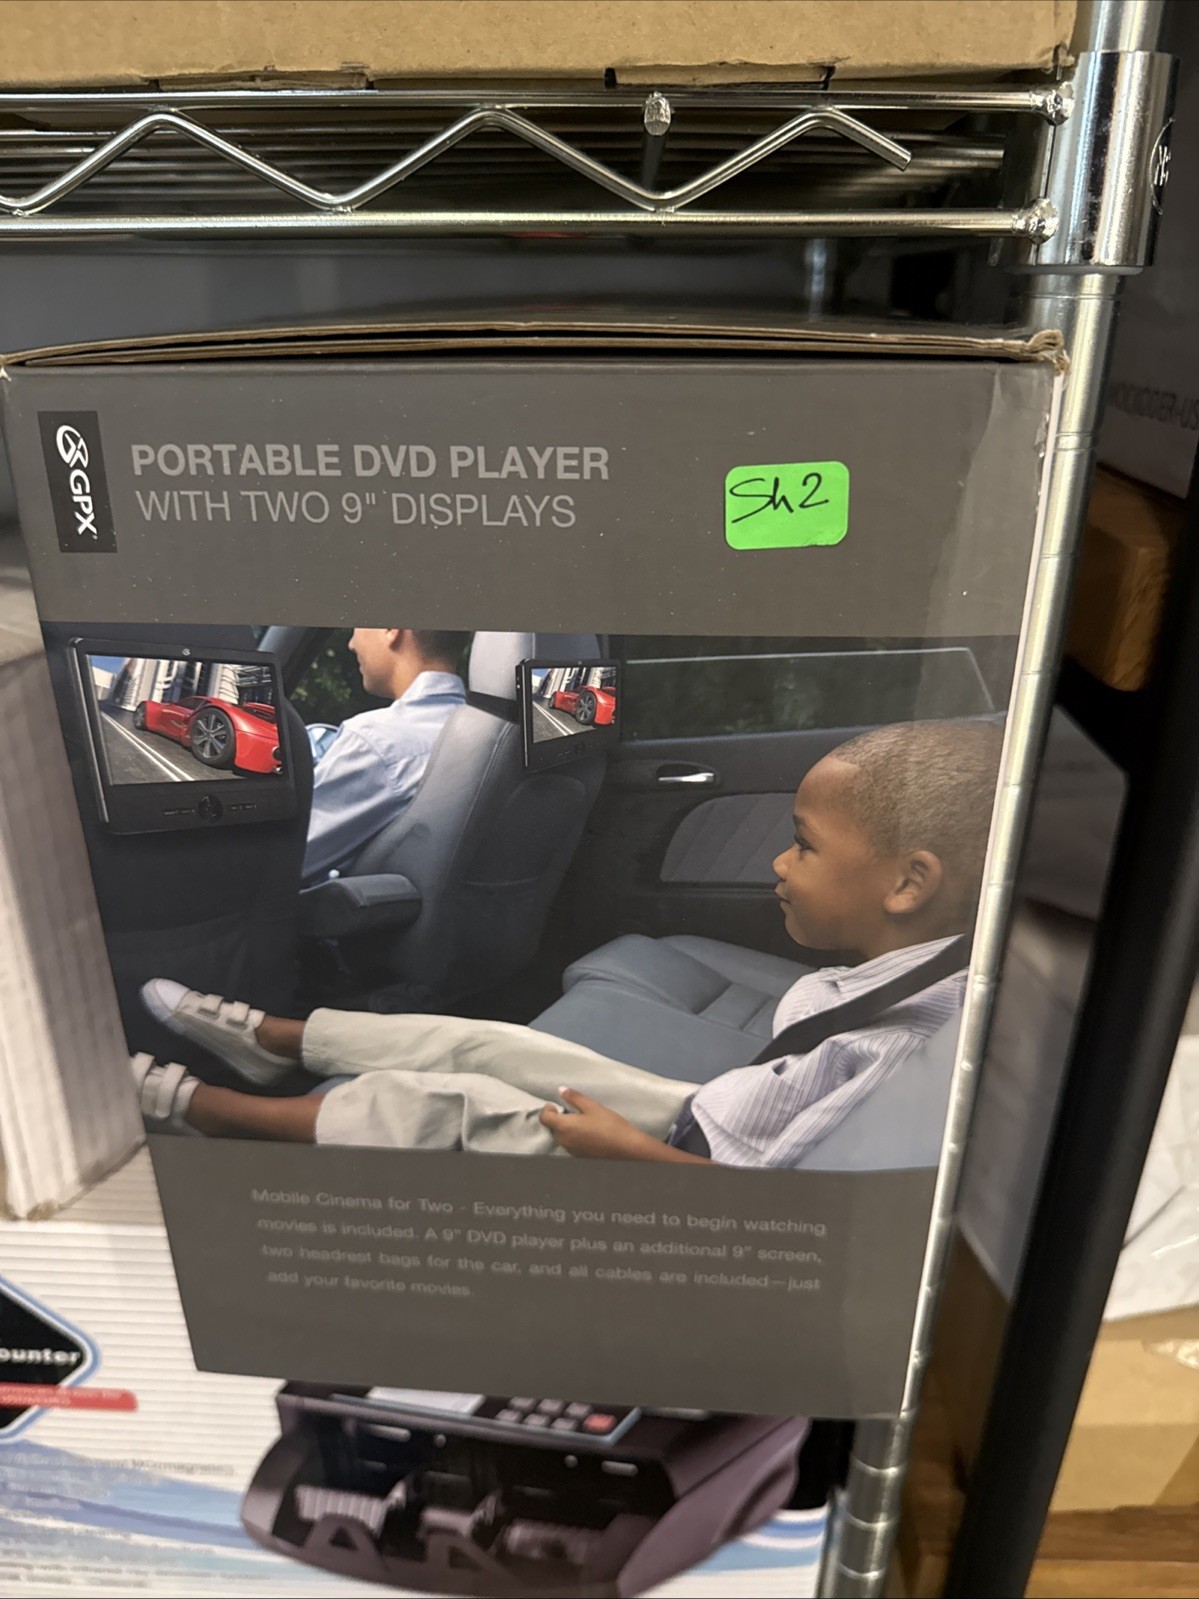 GPX
PORTABLE DVD PLAYER
WITH TWO 9" DISPLAYS
Sh2
Mobile Cinema for Two - Everything you need to begin watching
movies is included. A 9" DVD player plus an additional 9" screen,
two headrest bags for the car, and all cables are included—just
add your favorite movies.
ounter